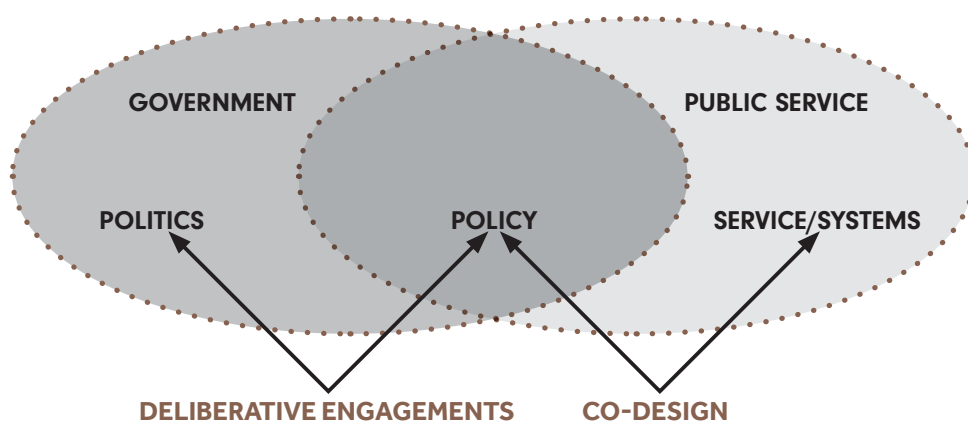 GOVERNMENT
PUBLIC SERVICE
POLITICS
POLICY
SERVICE/SYSTEMS
DELIBERATIVE ENGAGEMENTS
CO-DESIGN